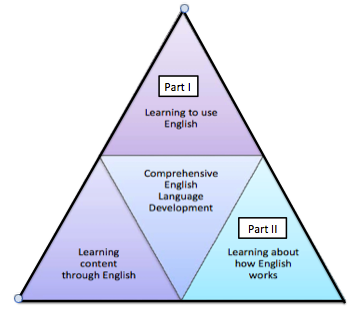 Part I
Learning to use
English
Comprehensive
English
Language
Development
Part II
Learning
content
through English
Learning about
how English
works